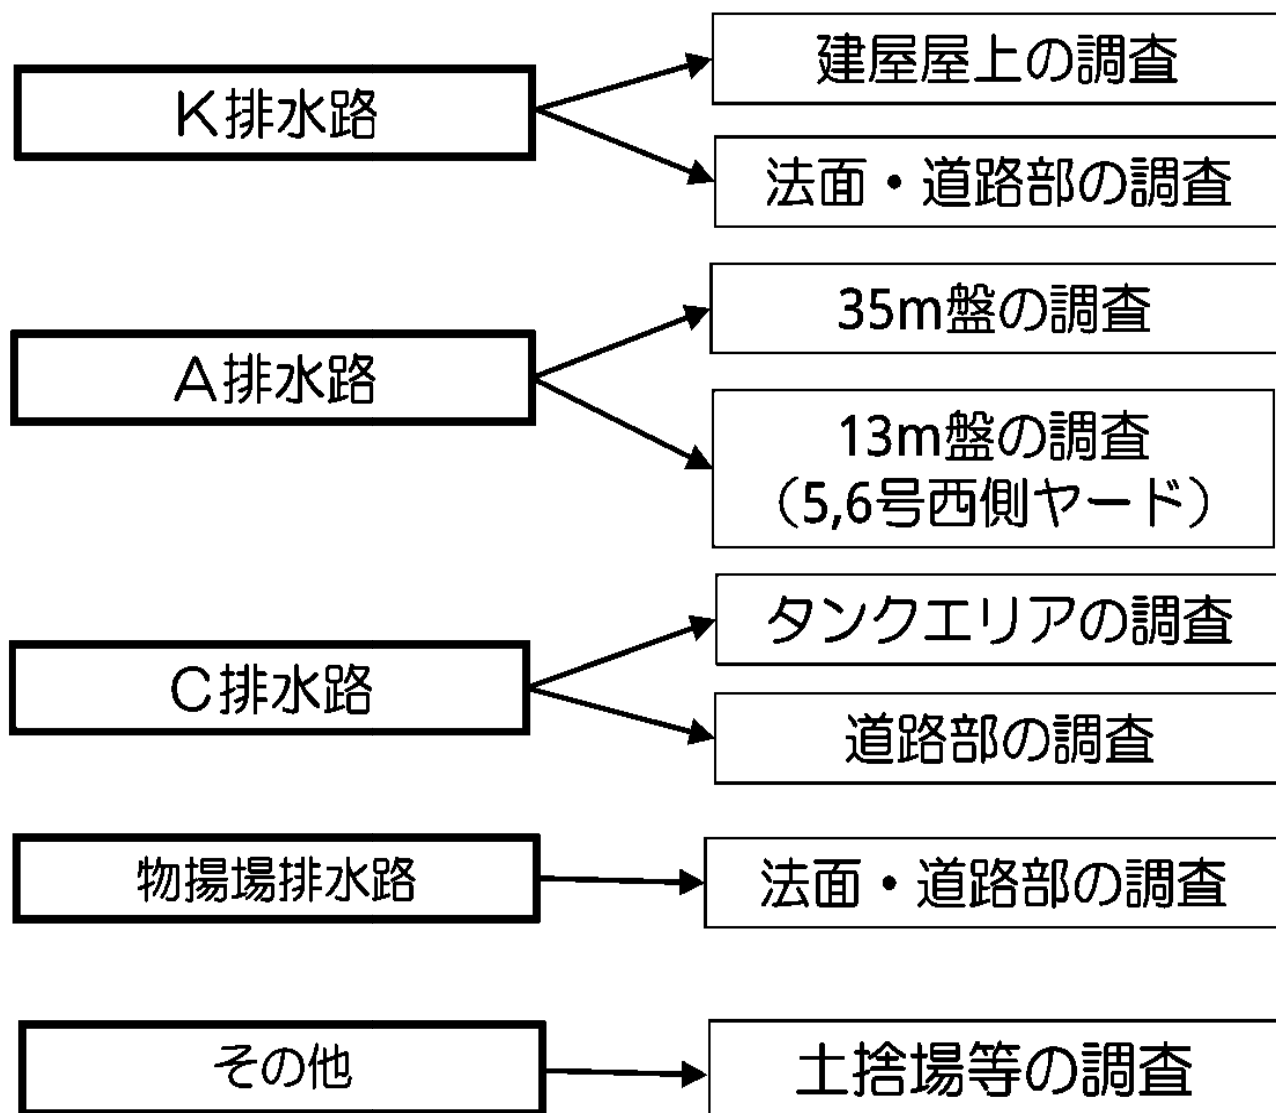 K排水路
建屋屋上の調査
法面・道路部の調査
A排水路
35m盤の調査
13m盤の調査
（5,6号西側ヤード）
C排水路
タンクエリアの調査
道路部の調査
物揚場排水路
法面・道路部の調査
その他
土捨場等の調査